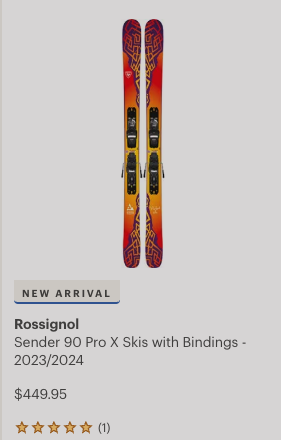 NEW ARRIVAL
Rossignol
Sender 90 Pro X Skis with Bindings -
2023/2024
$449.95
(1)